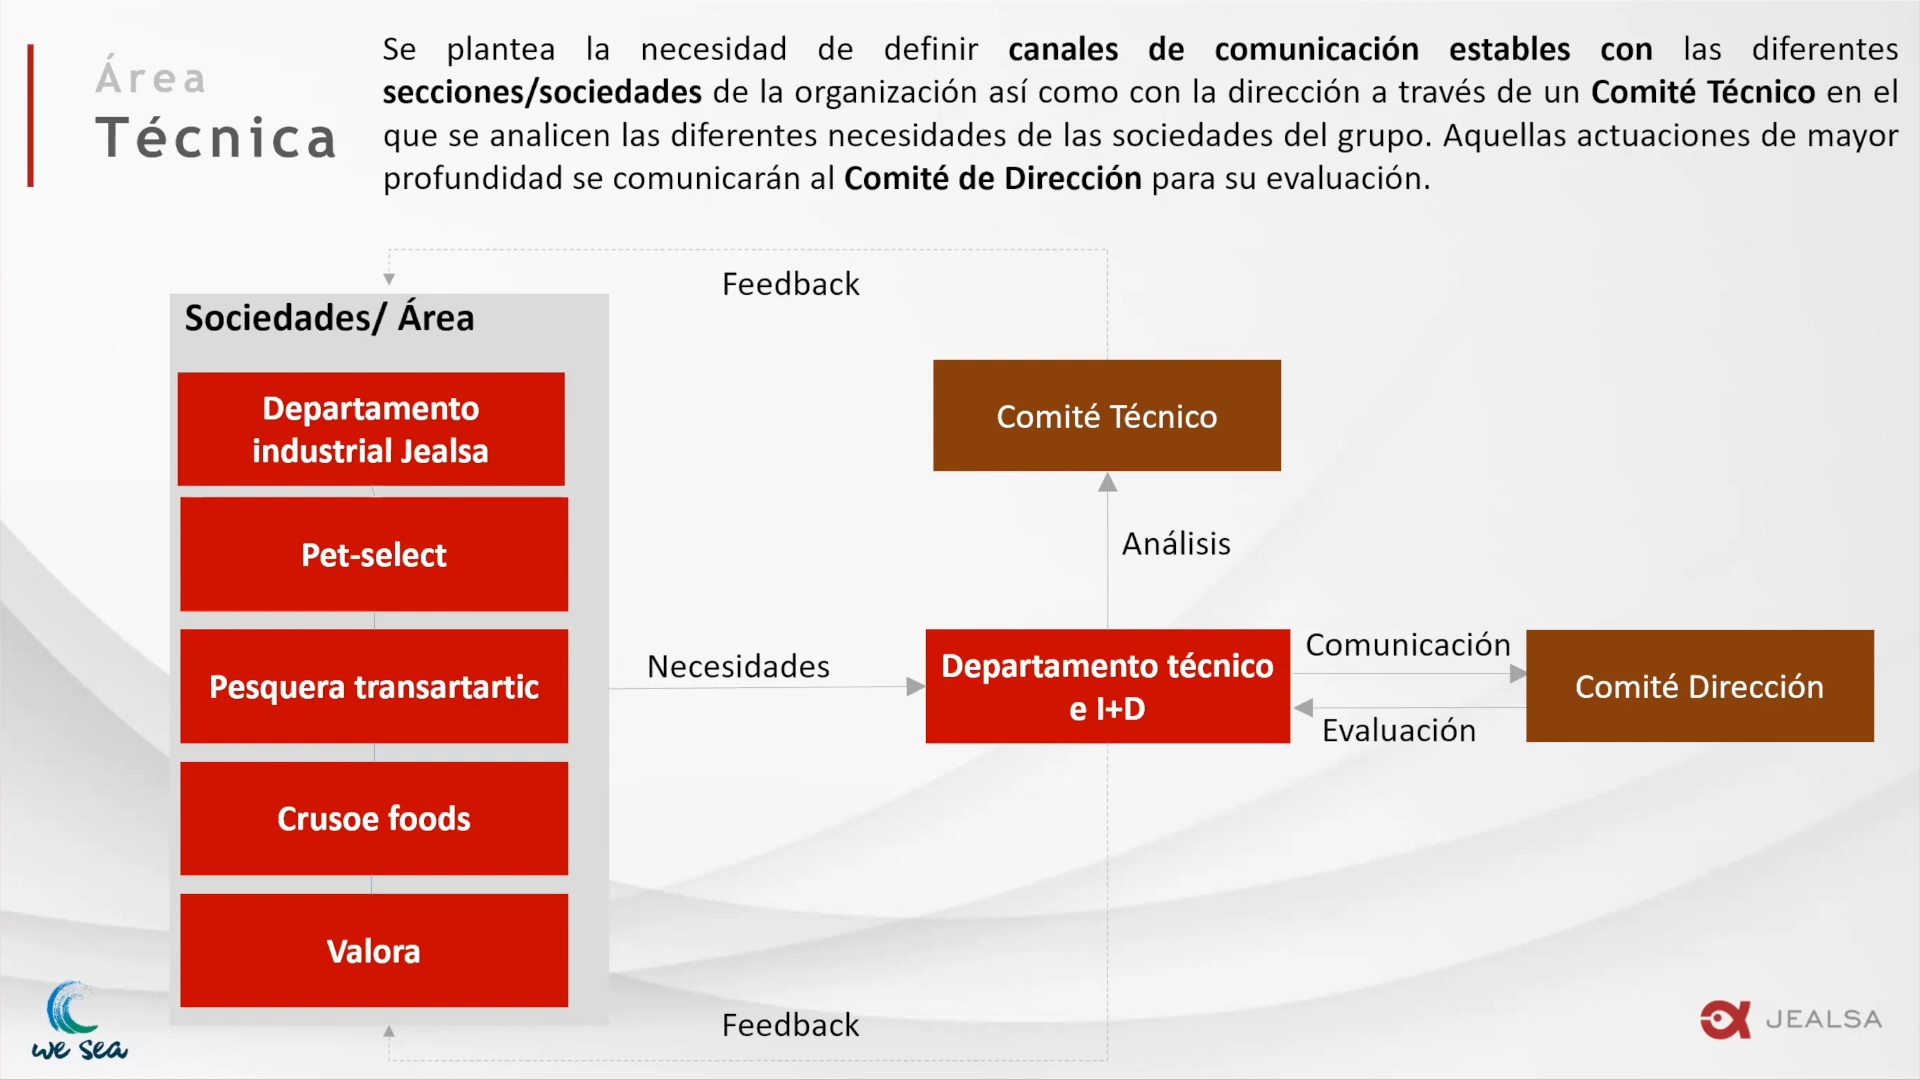 Área
Técnica
Se plantea la necesidad de definir canales de comunicación estables con las diferentes
secciones/sociedades de la organización así como con la dirección a través de un Comité Técnico en el
que se analicen las diferentes necesidades de las sociedades del grupo. Aquellas actuaciones de mayor
profundidad se comunicarán al Comité de Dirección para su evaluación.
Feedback
Sociedades/ Área
Departamento
industrial Jealsa
Pet-select
Pesquera transartartic
Crusoe foods
Valora
Necesidades
Comité Técnico
Análisis
Departamento técnico
e I+D
Comunicación
Evaluación
Comité Dirección
Feedback
we sea
JEALSA